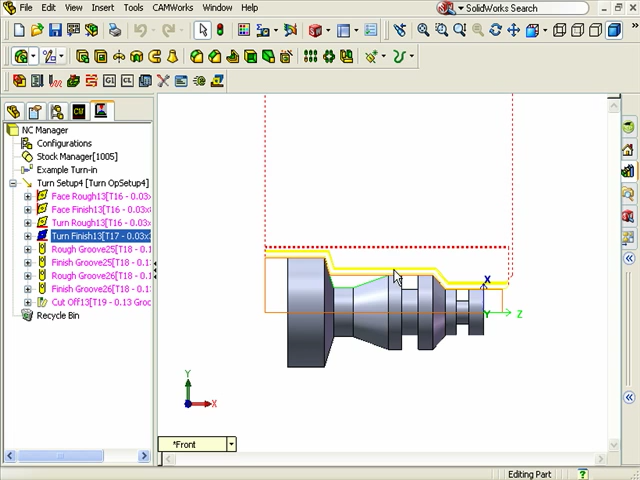 File Edit View Insert Tools CAMWorks Window Help SolidWorks Search
NC Manager
Configurations
Stock Manager[1005]
Example Turn-in
Turn Setup4 [Turn OpSetup4]
Face Rough13[T16 - 0.03x
Face Finish13[T16 - 0.03x
Turn Rough13[T16 - 0.03x
Turn Finish13[T17 - 0.03x
Rough Groove25[T18 - 0.1
Finish Groove25[T18 - 0.1
Rough Groove26[T18 - 0.1
Finish Groove26[T18 - 0.1
Cut Off13[T19 - 0.13 Groo
Recycle Bin
X
Y
Z
Y
X
*Front
Editing Part